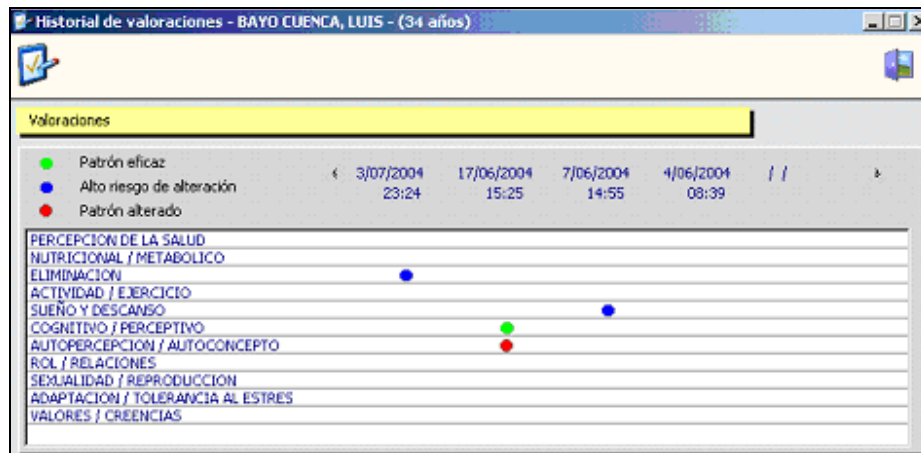 Historial de valoraciones - BAYO CUENCA, LUIS - (34 años)
Valoraciones
Patrón eficaz
Alto riesgo de alteración
Patrón alterado
3/07/2004 17/06/2004 7/06/2004 4/06/2004 / /
23:24 15:25 14:55 08:39
PERCEPCION DE LA SALUD
NUTRICIONAL / METABOLICO
ELIMINACION
ACTIVIDAD / EJERCICIO
SUEÑO Y DESCANSO
COGNITIVO / PERCEPTIVO
AUTOPERCEPCION / AUTOCONCEPTO
ROL / RELACIONES
SEXUALIDAD / REPRODUCCION
ADAPTACION / TOLERANCIA AL ESTRES
VALORES / CREENCIAS